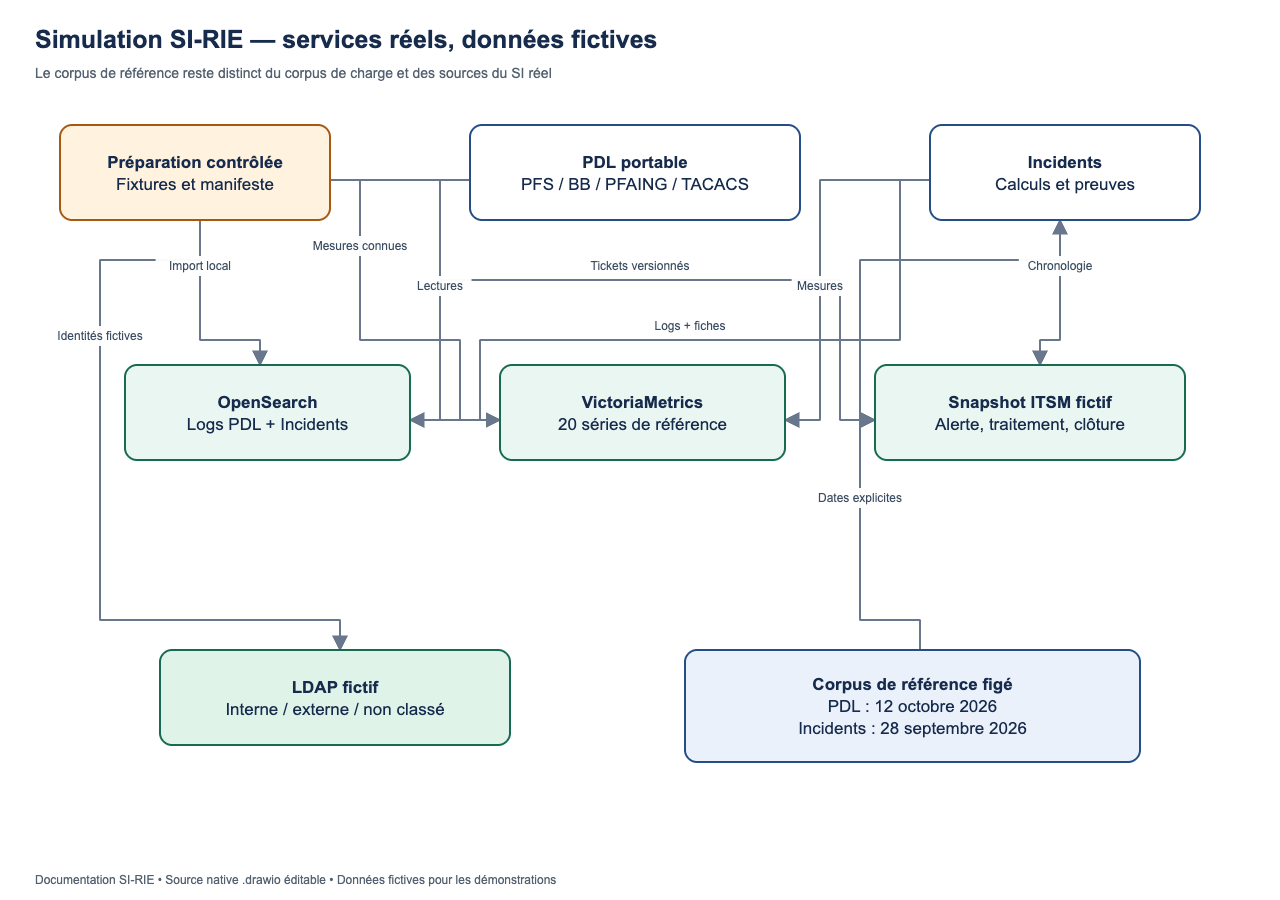 Simulation SI-RIE — services réels, données fictives
Le corpus de référence reste distinct du corpus de charge et des sources du SI réel
Préparation contrôlée
Fixtures et manifeste
PDL portable
PFS / BB / PFAING / TACACS
Incidents
Calculs et preuves
Mesures connues
Import local
Tickets versionnés
Chronologie
Lectures
Mesures
Logs + fiches
Identités fictives
OpenSearch
Logs PDL + Incidents
VictoriaMetrics
20 séries de référence
Snapshot ITSM fictif
Alerte, traitement, clôture
Dates explicites
LDAP fictif
Interne / externe / non classé
Corpus de référence figé
PDL : 12 octobre 2026
Incidents : 28 septembre 2026
Documentation SI-RIE • Source native .drawio éditable • Données fictives pour les démonstrations